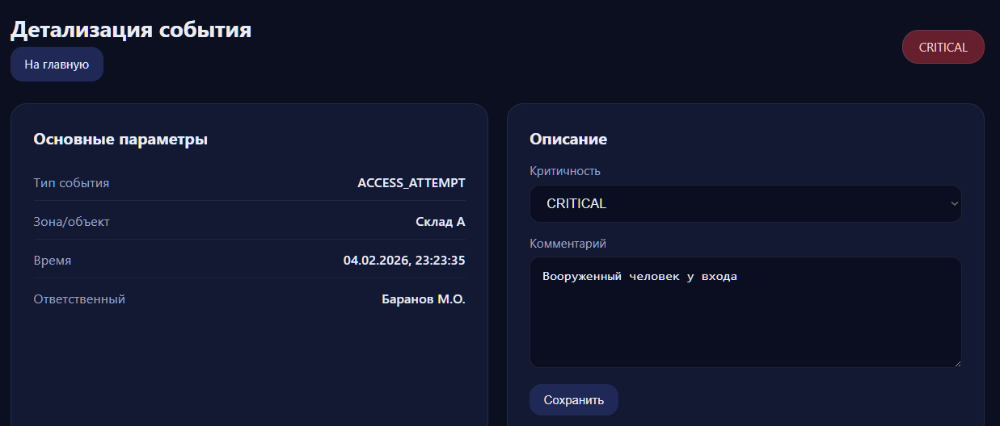 Детализация события
На главную
CRITICAL
Основные параметры
Тип события ACCESS_ATTEMPT
Зона/объект Склад A
Время 04.02.2026, 23:23:35
Ответственный Баранов М.О.
Описание
Критичность
CRITICAL
Комментарий
Вооруженный человек у входа
Сохранить